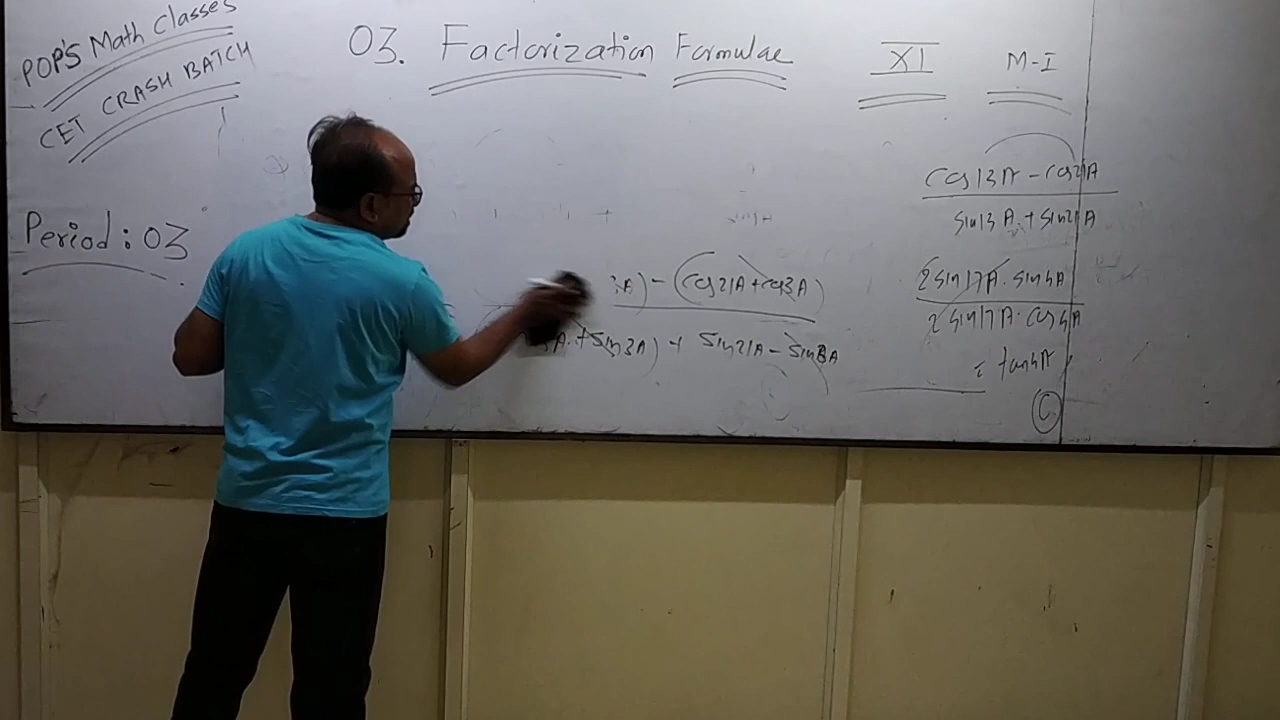 POP'S Math Classes
CET CRASH BATCH
03. Factorization Formulae XI M-I
Period: 03
A) - (cos21A + cos3A)
A. + sin3A) + sin21A - sin3A
cos13A - cos21A
sin13A + sin21A
2 sin17A. sin4A
2 sin17A. cos4A
= tan4A
C